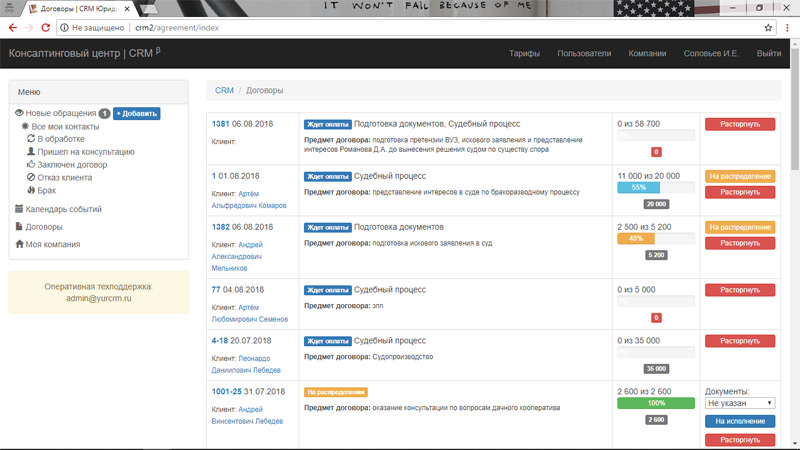 IT WON'T FAIL BECAUSE OF ME
Договоры | CRM Юриди
Не защищено | crm2/agreement/index
Консалтинговый центр | CRM β
Тарифы Пользователи Компании Соловьев И.Е. Выйти
Меню
Новые обращения 1 + Добавить
Все мои контакты
В обработке
Пришел на консультацию
Заключен договор
Отказ клиента
Брак
Календарь событий
Договоры
Моя компания
Оперативная техподдержка:
admin@yurcrm.ru
CRM / Договоры
1381 06.08.2018
Клиент:
Ждет оплаты Подготовка документов, Судебный процесс
Предмет договора: подготовка претензии ВУЗ, искового заявления и представление
интересов Романова Д.А. до вынесения решения судом по существу спора
0 из 58 700
0
Расторгнуть
1 01.08.2018
Клиент: Артём
Альфредович Комаров
Ждет оплаты Судебный процесс
Предмет договора: представление интересов в суде по бракоразводному процессу
11 000 из 20 000
55%
20 000
На распределение
Расторгнуть
1382 06.08.2018
Клиент: Андрей
Александрович
Мельников
Ждет оплаты Подготовка документов
Предмет договора: подготовка искового заявления в суд
2 500 из 5 200
48%
5 200
На распределение
Расторгнуть
77 04.08.2018
Клиент: Артём
Любомирович Семенов
Ждет оплаты Судебный процесс
Предмет договора: зпп
0 из 5 000
0
Расторгнуть
4-18 20.07.2018
Клиент: Леонардо
Даниилович Лебедев
Ждет оплаты Судебный процесс
Предмет договора: Судопроизводство
0 из 35 000
35 000
Расторгнуть
1001-25 31.07.2018
Клиент: Андрей
Винсентович Лебедев
На распределении
Предмет договора: оказание консультации по вопросам дачного кооператива
2 600 из 2 600
100%
2 600
Документы:
Не указан
На исполнение
Расторгнуть